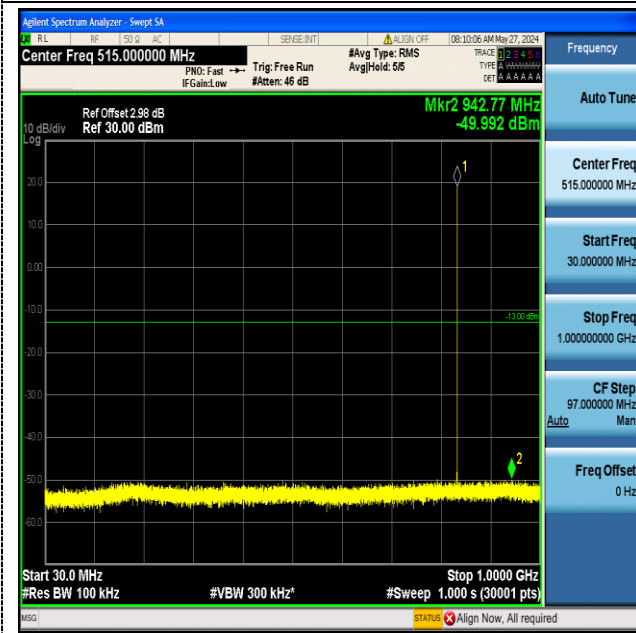 Agilent Spectrum Analyzer - Swept SA
RL RF 50 Ω AC SENSE:INT ALIGN OFF 08:10:06 AM May 27, 2024
Center Freq 515.000000 MHz
PNO: Fast
IFGain:Low
Trig: Free Run
#Atten: 46 dB
#Avg Type: RMS
Avg|Hold: 5/5
TRACE 1 2 3 4 5 6
TYPE A WWWWW
DET A A A A A A
Mkr2 942.77 MHz
-49.992 dBm
Ref Offset 2.98 dB
10 dB/div Ref 30.00 dBm
Log
1
20.0
10.0
0.00
-10.0
-13.00 dBm
-20.0
-30.0
-40.0
2
-50.0
-60.0
Start 30.0 MHz Stop 1.0000 GHz
#Res BW 100 kHz #VBW 300 kHz* #Sweep 1.000 s (30001 pts)
MSG STATUS Align Now, All required
Frequency
Auto Tune
Center Freq
515.000000 MHz
Start Freq
30.000000 MHz
Stop Freq
1.000000000 GHz
CF Step
97.000000 MHz
Auto Man
Freq Offset
0 Hz